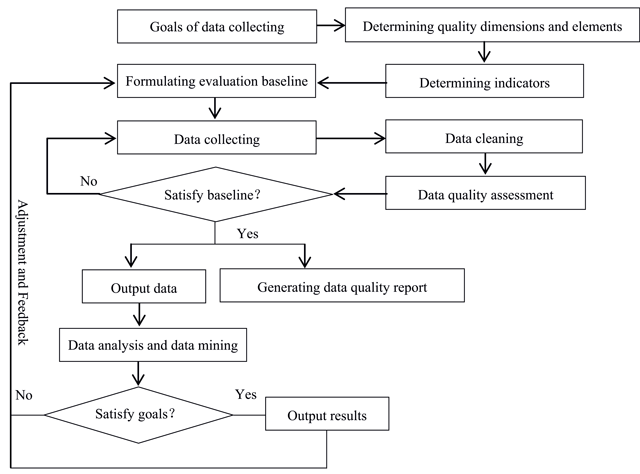 Goals of data collecting
Determining quality dimensions and elements
Formulating evaluation baseline
Determining indicators
Data collecting
Data cleaning
No
Satisfy baseline?
Data quality assessment
Yes
Adjustment and Feedback
Output data
Generating data quality report
Data analysis and data mining
No
Satisfy goals?
Yes
Output results